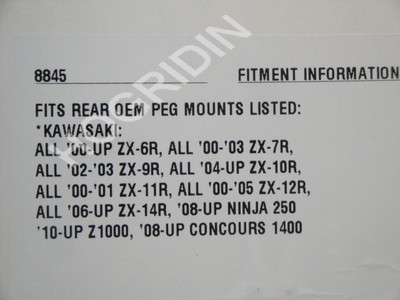 8845 FITMENT INFORMATION
FITS REAR OEM PEG MOUNTS LISTED:
*KAWASAKI:
ALL '00-UP ZX-6R, ALL '00-'03 ZX-7R,
ALL '02-'03 ZX-9R, ALL '04-UP ZX-10R,
ALL '00-'01 ZX-11R, ALL '00-'05 ZX-12R,
ALL '06-UP ZX-14R, '08-UP NINJA 250
'10-UP Z1000, '08-UP CONCOURS 1400
HOGRIDIN